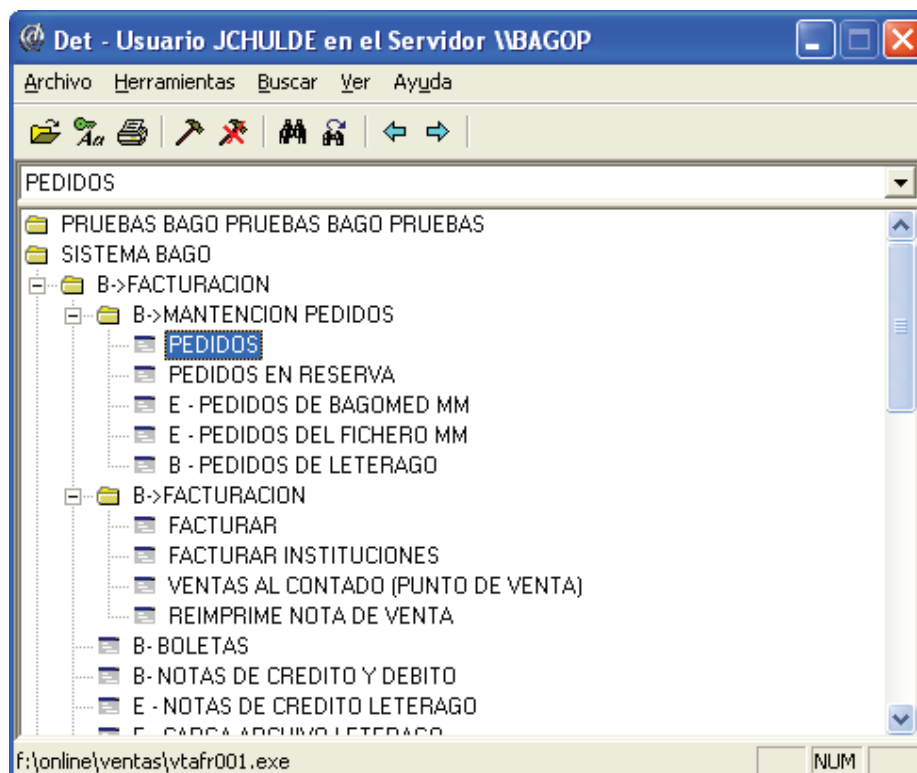 Det - Usuario JCHULDE en el Servidor \\BAGOP
Archivo Herramientas Buscar Ver Ayuda
PEDIDOS
PRUEBAS BAGO PRUEBAS BAGO PRUEBAS
SISTEMA BAGO
B->FACTURACION
B->MANTENCION PEDIDOS
PEDIDOS
PEDIDOS EN RESERVA
E - PEDIDOS DE BAGOMED MM
E - PEDIDOS DEL FICHERO MM
B - PEDIDOS DE LETERAGO
B->FACTURACION
FACTURAR
FACTURAR INSTITUCIONES
VENTAS AL CONTADO (PUNTO DE VENTA)
REIMPRIME NOTA DE VENTA
B- BOLETAS
B- NOTAS DE CREDITO Y DEBITO
E - NOTAS DE CREDITO LETERAGO
E - CARGA ARCHIVO LETERAGO
f:\online\ventas\vtafr001.exe NUM